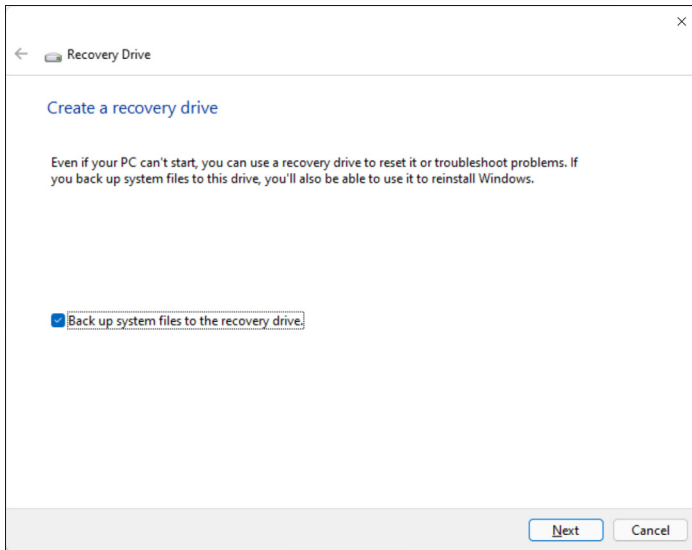 Recovery Drive
Create a recovery drive
Even if your PC can't start, you can use a recovery drive to reset it or troubleshoot problems. If
you back up system files to this drive, you'll also be able to use it to reinstall Windows.
Back up system files to the recovery drive.
Next
Cancel